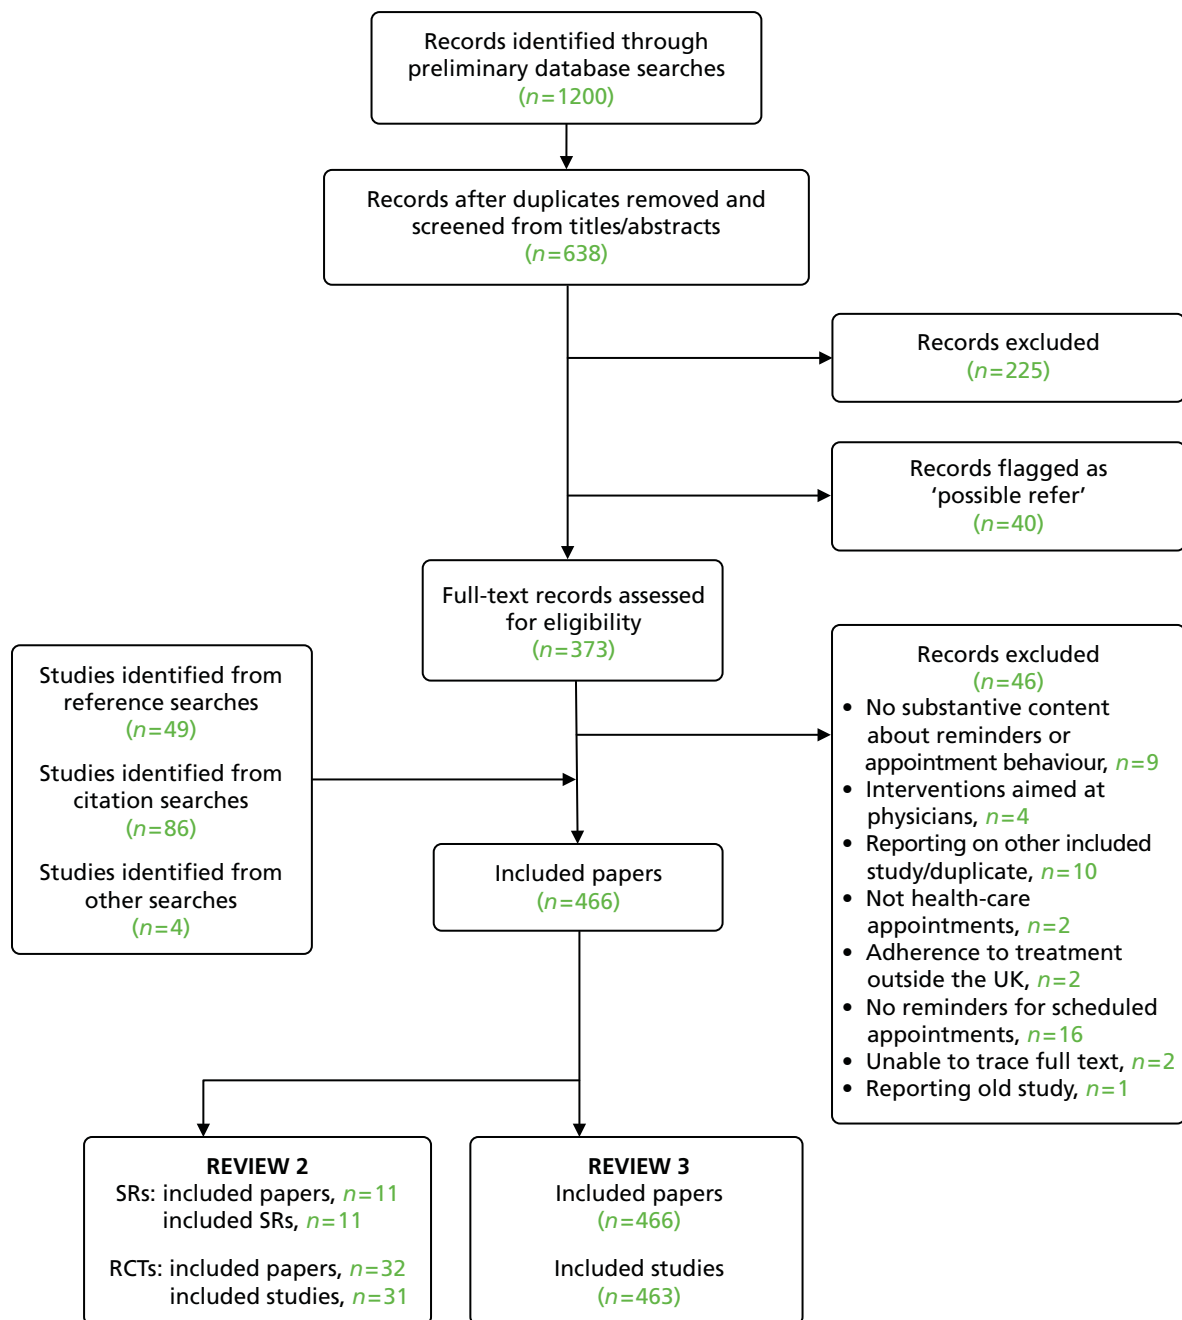 Records identified through
preliminary database searches
(n=1200)
Records after duplicates removed and
screened from titles/abstracts
(n=638)
Records excluded
(n=225)
Records flagged as
‘possible refer’
(n=40)
Full-text records assessed
for eligibility
(n=373)
Studies identified from
reference searches
(n=49)
Studies identified from
citation searches
(n=86)
Studies identified from
other searches
(n=4)
Records excluded
(n=46)
• No substantive content
about reminders or
appointment behaviour, n=9
• Interventions aimed at
physicians, n=4
• Reporting on other included
study/duplicate, n=10
• Not health-care
appointments, n=2
• Adherence to treatment
outside the UK, n=2
• No reminders for scheduled
appointments, n=16
• Unable to trace full text, n=2
• Reporting old study, n=1
Included papers
(n=466)
REVIEW 2
SRs: included papers, n=11
included SRs, n=11
RCTs: included papers, n=32
included studies, n=31
REVIEW 3
Included papers
(n=466)
Included studies
(n=463)